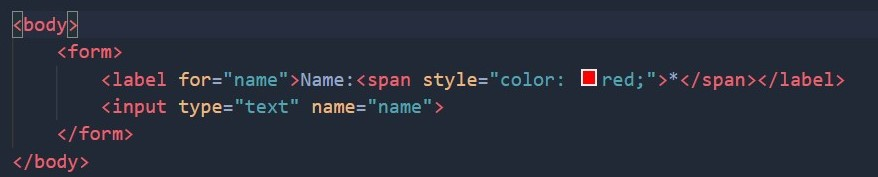 <body>
<form>
<label for="name">Name:<span style="color: red;">*</span></label>
<input type="text" name="name">
</form>
</body>